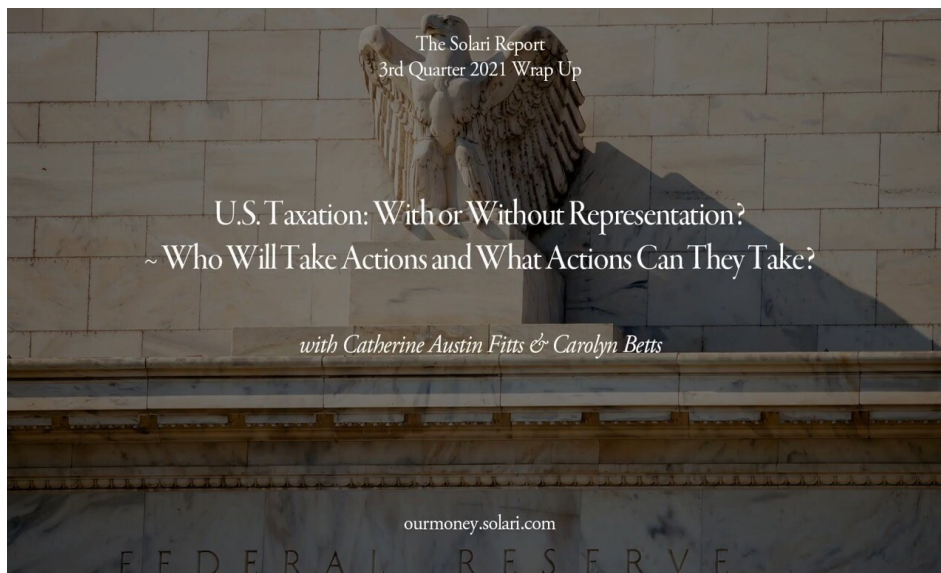 The Solari Report
3rd Quarter 2021 Wrap Up
U.S. Taxation: With or Without Representation?
~ Who Will Take Actions and What Actions Can They Take?
with Catherine Austin Fitts & Carolyn Betts
ourmoney.solari.com
FEDERAL RESERVE